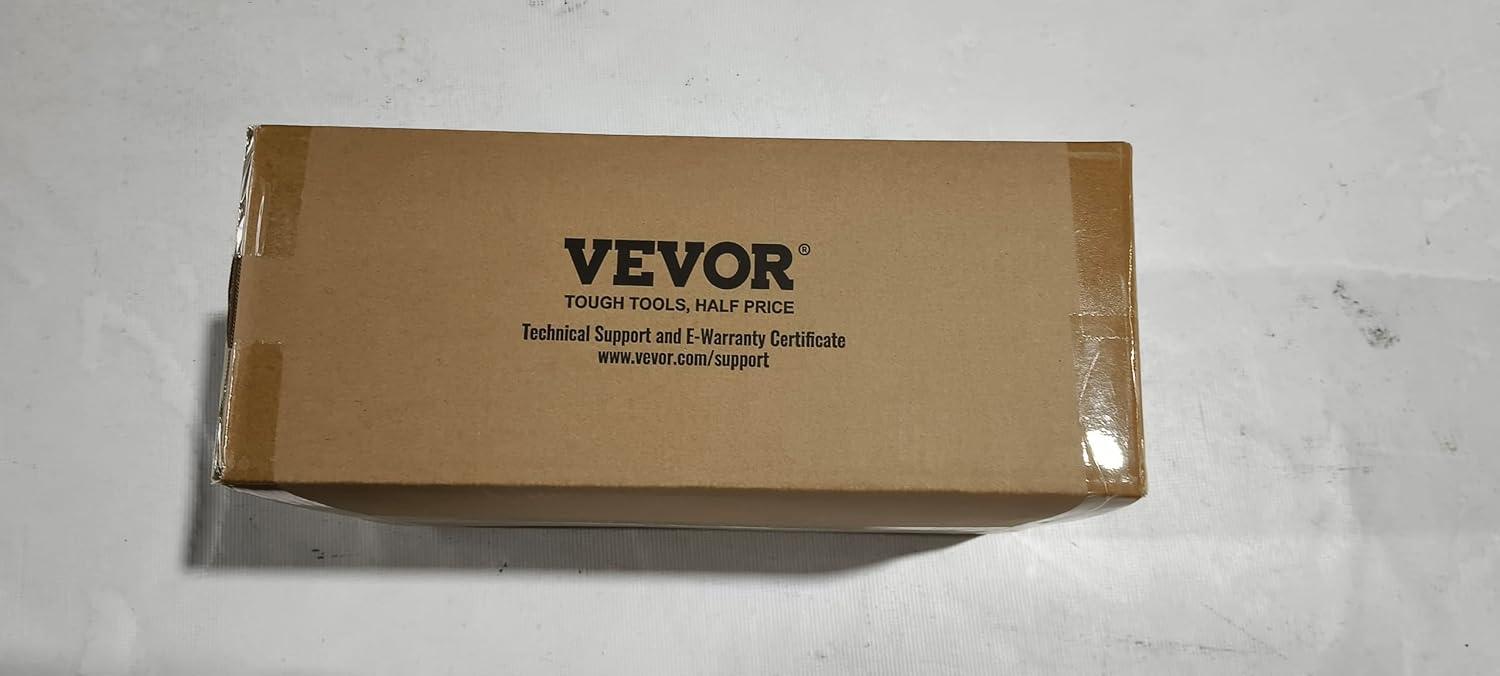 VEVOR®
TOUGH TOOLS, HALF PRICE
Technical Support and E-Warranty Certificate
www.vevor.com/support